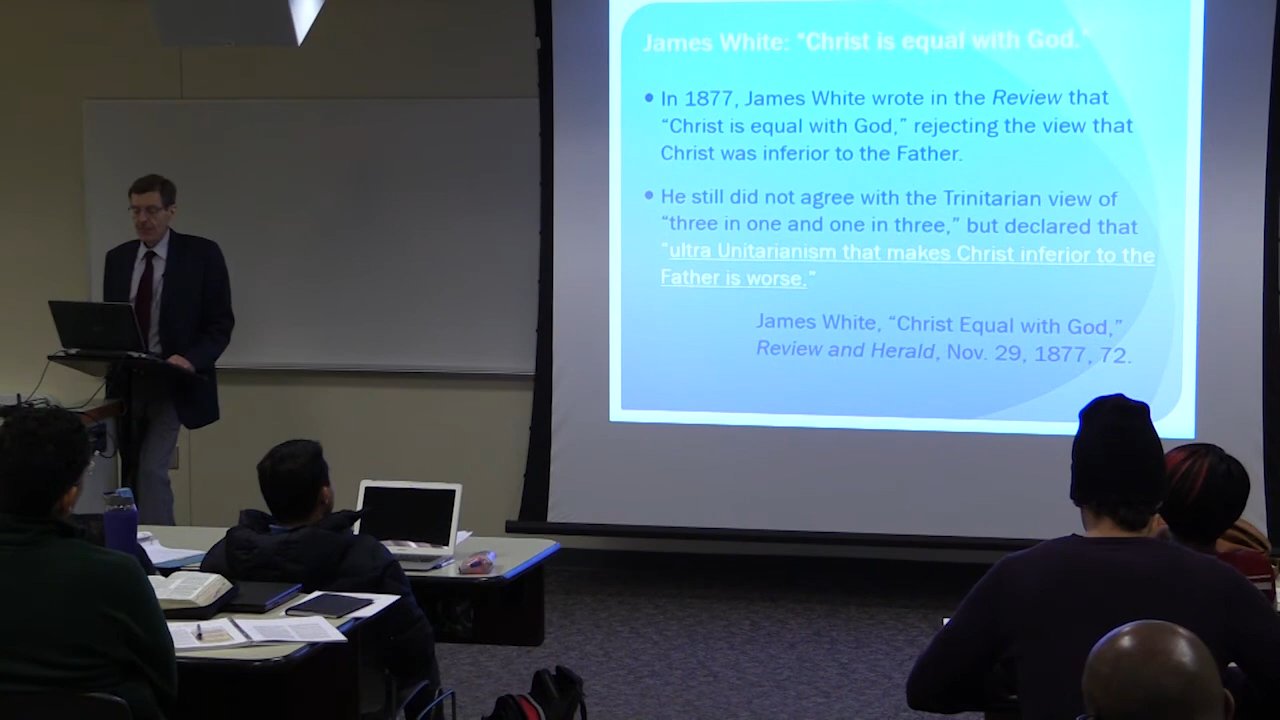 James White: "Christ is equal with God."
• In 1877, James White wrote in the Review that
“Christ is equal with God,” rejecting the view that
Christ was inferior to the Father.
• He still did not agree with the Trinitarian view of
“three in one and one in three,” but declared that
“ultra Unitarianism that makes Christ inferior to the
Father is worse.”
James White, “Christ Equal with God,”
Review and Herald, Nov. 29, 1877, 72.